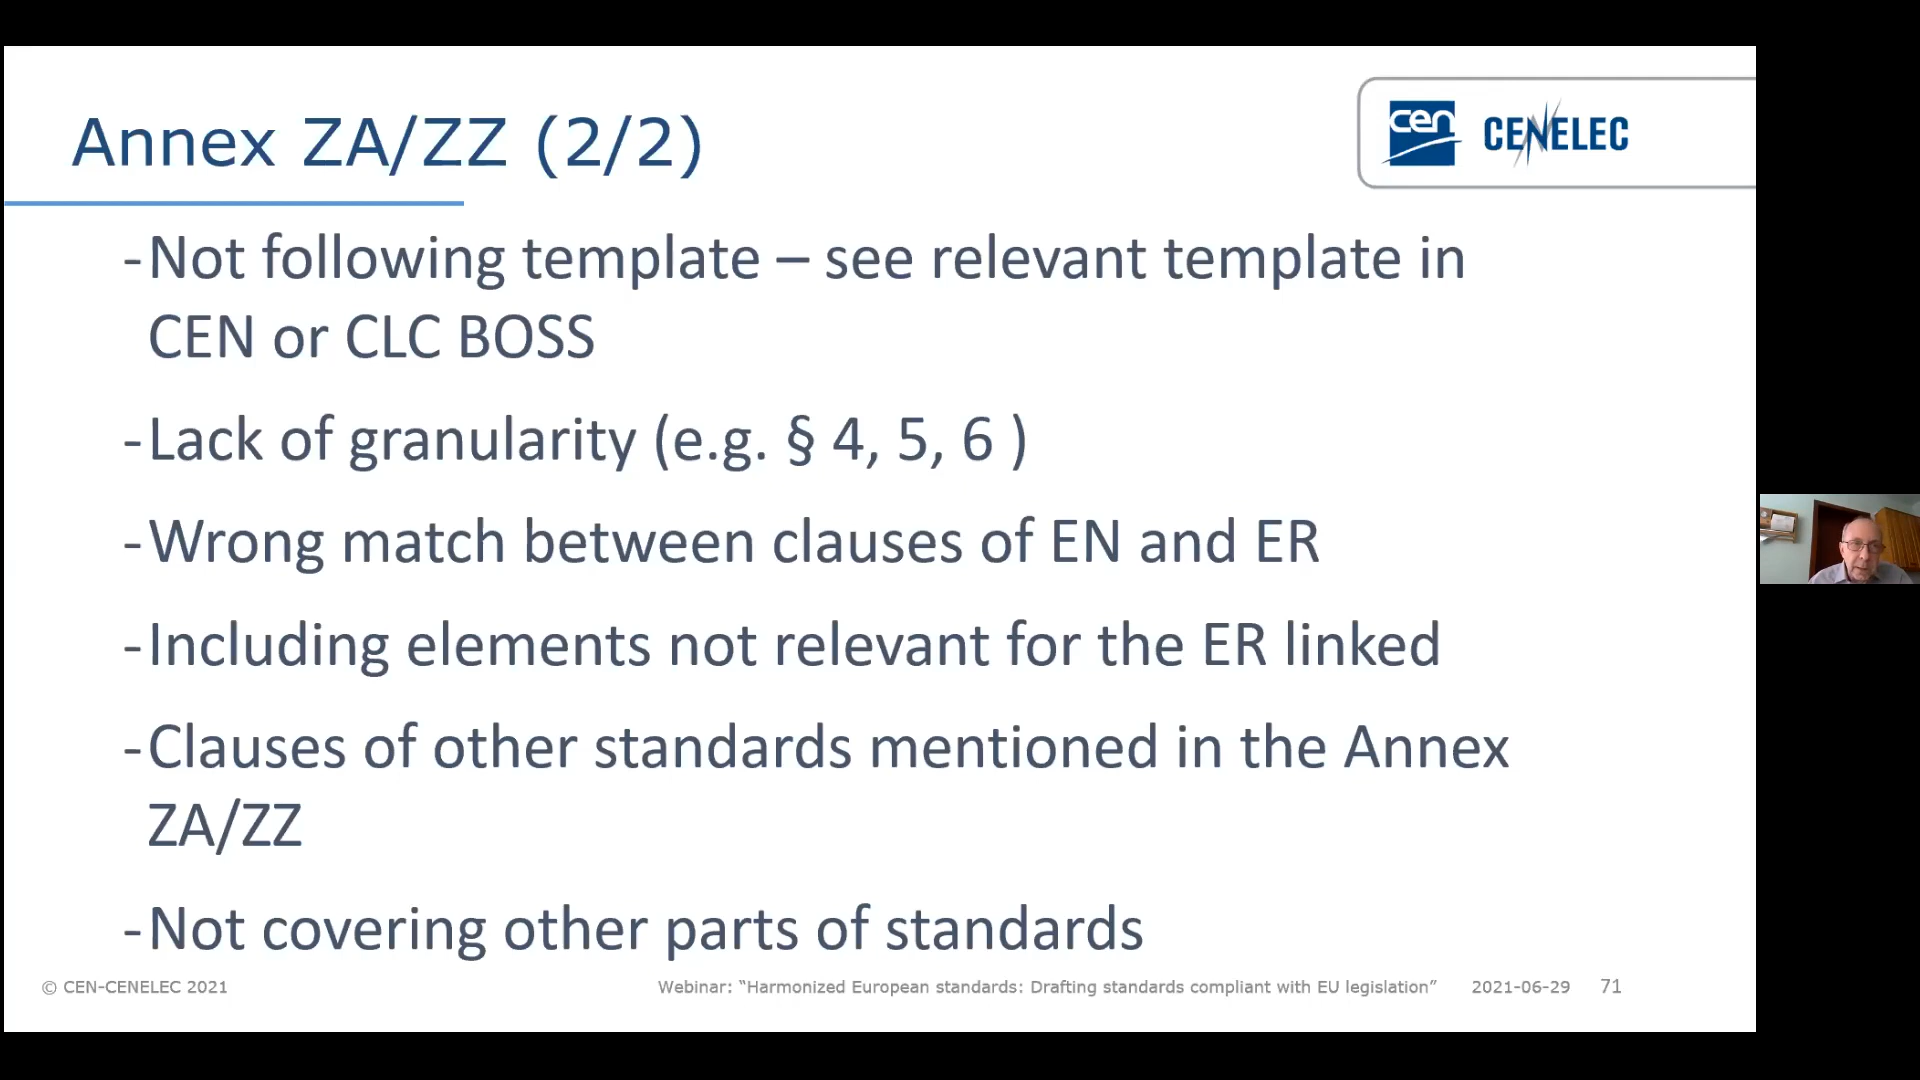 Annex ZA/ZZ (2/2)
cen
CENELEC
-Not following template – see relevant template in
CEN or CLC BOSS
-Lack of granularity (e.g. § 4, 5, 6 )
-Wrong match between clauses of EN and ER
-Including elements not relevant for the ER linked
-Clauses of other standards mentioned in the Annex
ZA/ZZ
-Not covering other parts of standards
© CEN-CENELEC 2021
Webinar: “Harmonized European standards: Drafting standards compliant with EU legislation”
2021-06-29
71